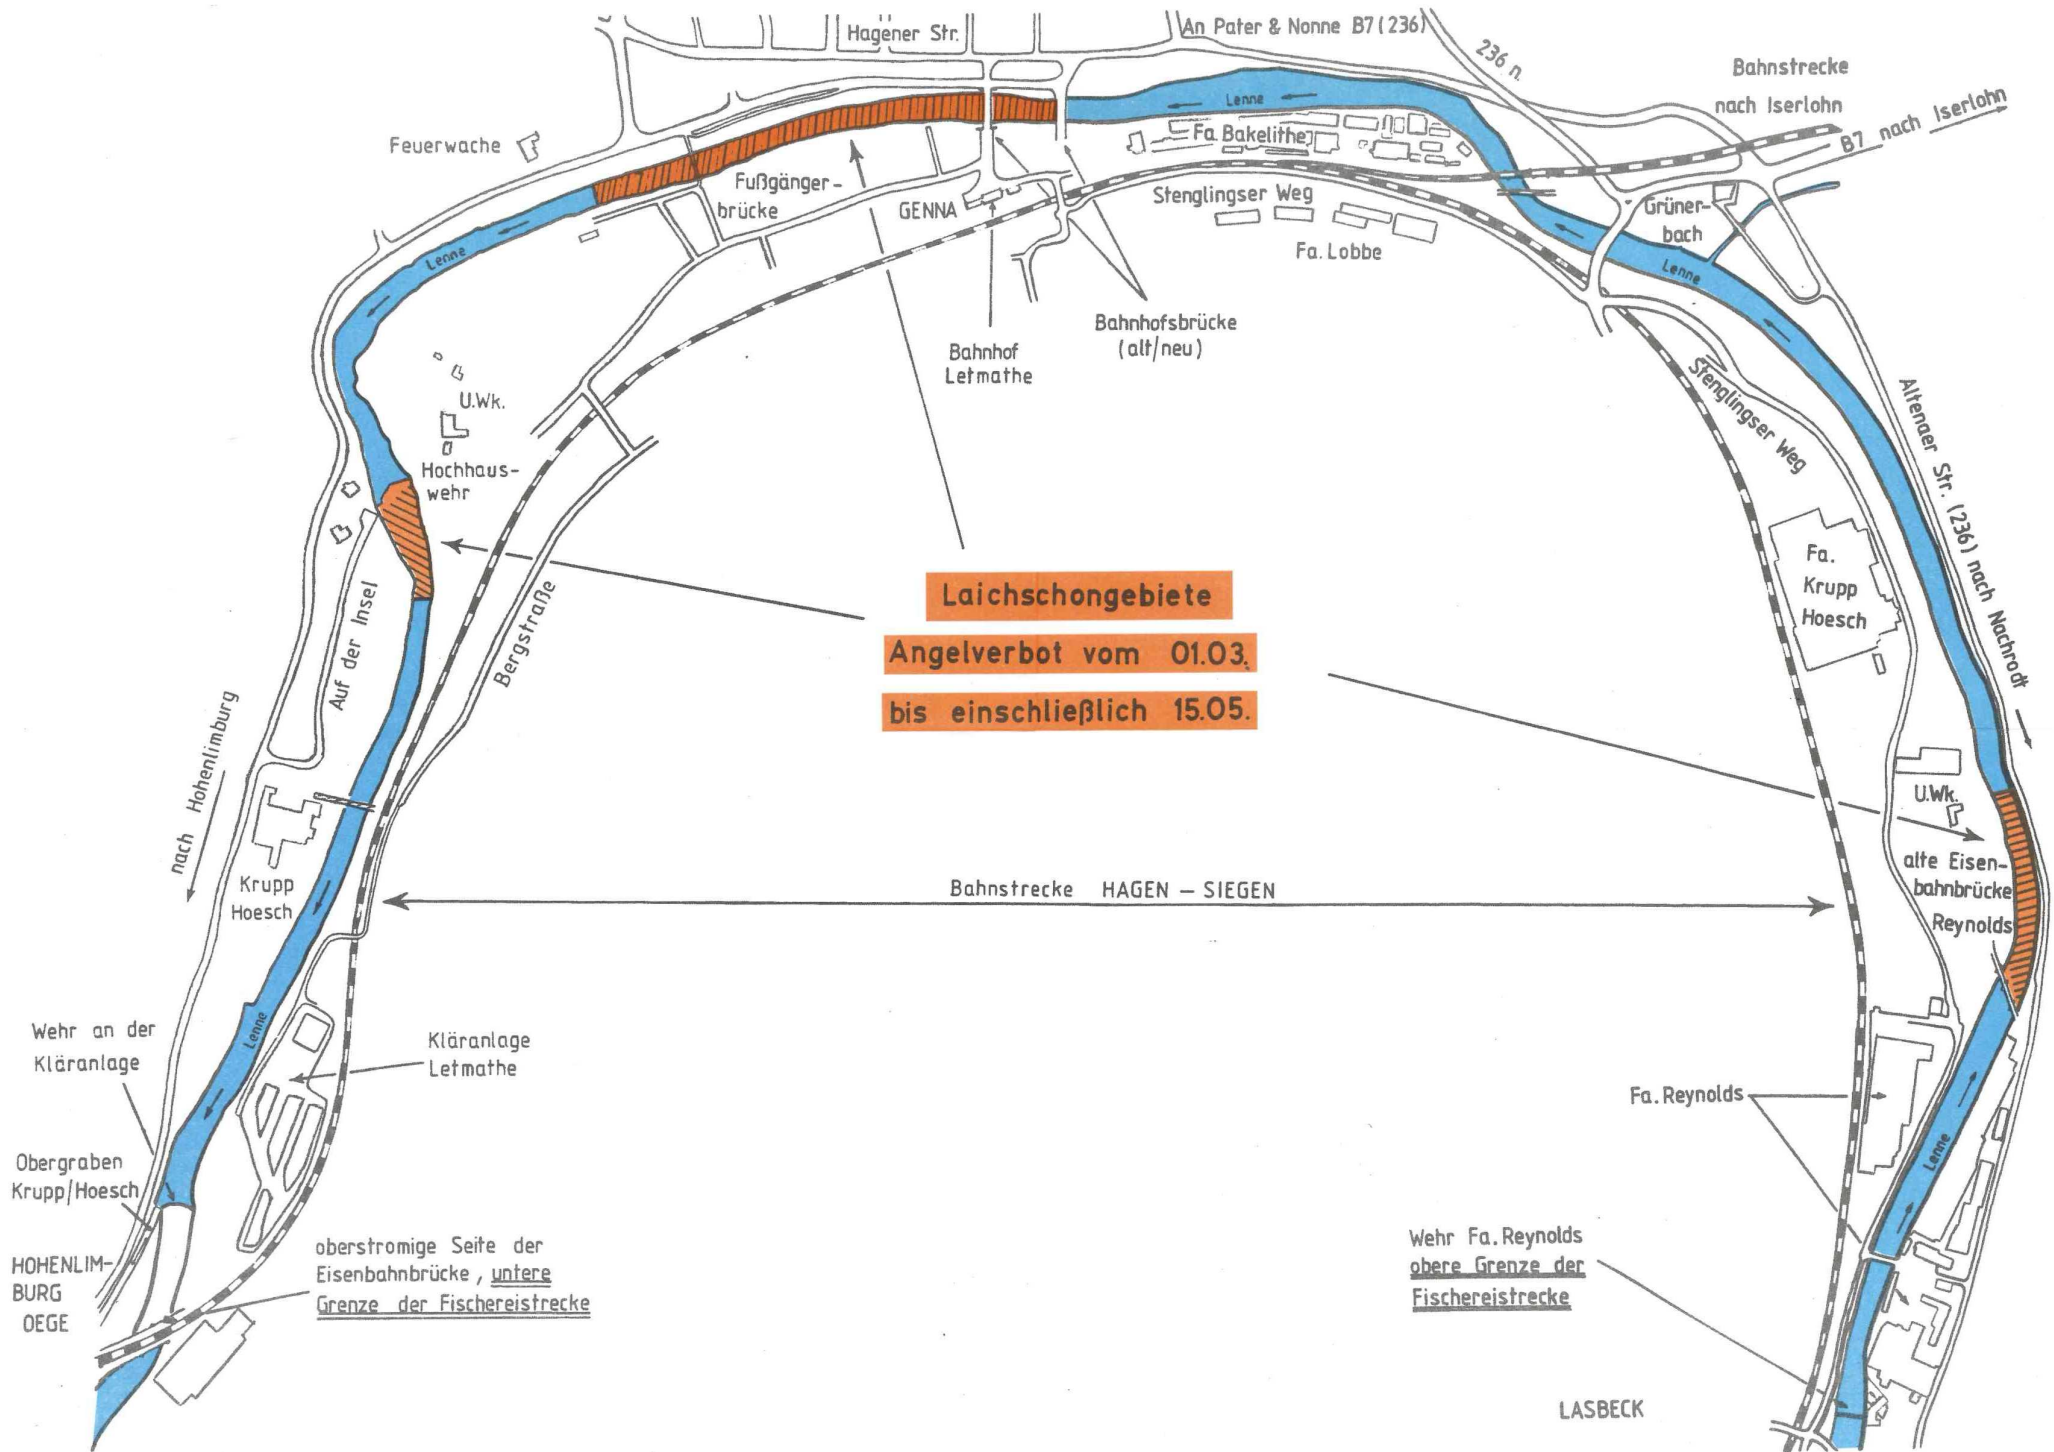 Hagener Str.
An Pater & Nonne B7 (236)
236 n.
Bahnstrecke
nach Iserlohn
B7 nach Iserlohn
Feuerwache
Lenne
Fa. Bakelithe
Fußgänger-
brücke
GENNA
Stenglingser Weg
Fa. Lobbe
Grüner-
bach
Lenne
Lenne
Bahnhofsbrücke
(alt/neu)
Bahnhof
Letmathe
U.Wk.
Hochhaus-
wehr
Stenglingser Weg
Altenaer Str. (236) nach Nachrodt
Fa.
Krupp
Hoesch
Laichschongebiete
Angelverbot vom 01.03.
bis einschließlich 15.05.
Auf der Insel
Bergstraße
nach Hohenlimburg
U.Wk.
alte Eisen-
bahnbrücke
Reynolds
Krupp
Hoesch
Bahnstrecke HAGEN – SIEGEN
Lenne
Wehr an der
Kläranlage
Kläranlage
Letmathe
Fa. Reynolds
Lenne
Obergraben
Krupp/Hoesch
HOHENLIM-
BURG
OEGE
oberstromige Seite der
Eisenbahnbrücke, untere
Grenze der Fischereistrecke
Wehr Fa. Reynolds
obere Grenze der
Fischereistrecke
LASBECK